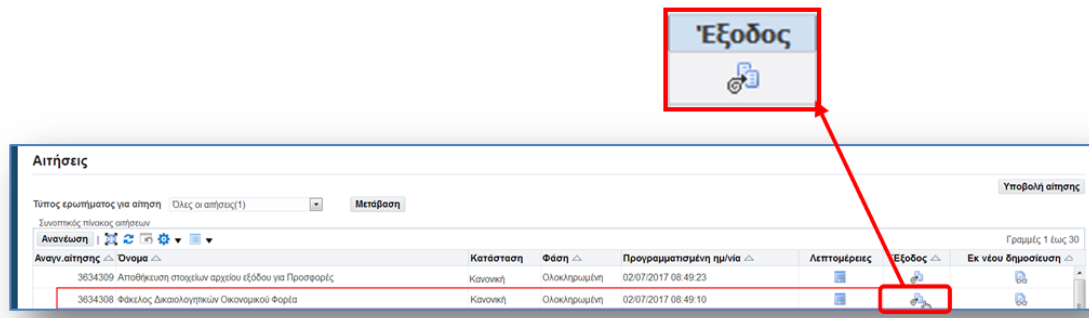 Έξοδος
Αιτήσεις
Υποβολή αίτησης
Τύπος ερωτήματος για αίτηση Όλες οι αιτήσεις(1) Μετάβαση
Συνοπτικός πίνακας αιτήσεων
Ανανέωση Γραμμές 1 έως 30
Αναγν.αίτησης Όνομα Κατάσταση Φάση Προγραμματισμένη ημ/νία Λεπτομέρειες Έξοδος Εκ νέου δημοσίευση
3634309 Αποθήκευση στοιχείων αρχείου εξόδου για Προσφορές Κανονική Ολοκληρωμένη 02/07/2017 08:49:23
3634308 Φάκελος Δικαιολογητικών Οικονομικού Φορέα Κανονική Ολοκληρωμένη 02/07/2017 08:49:10